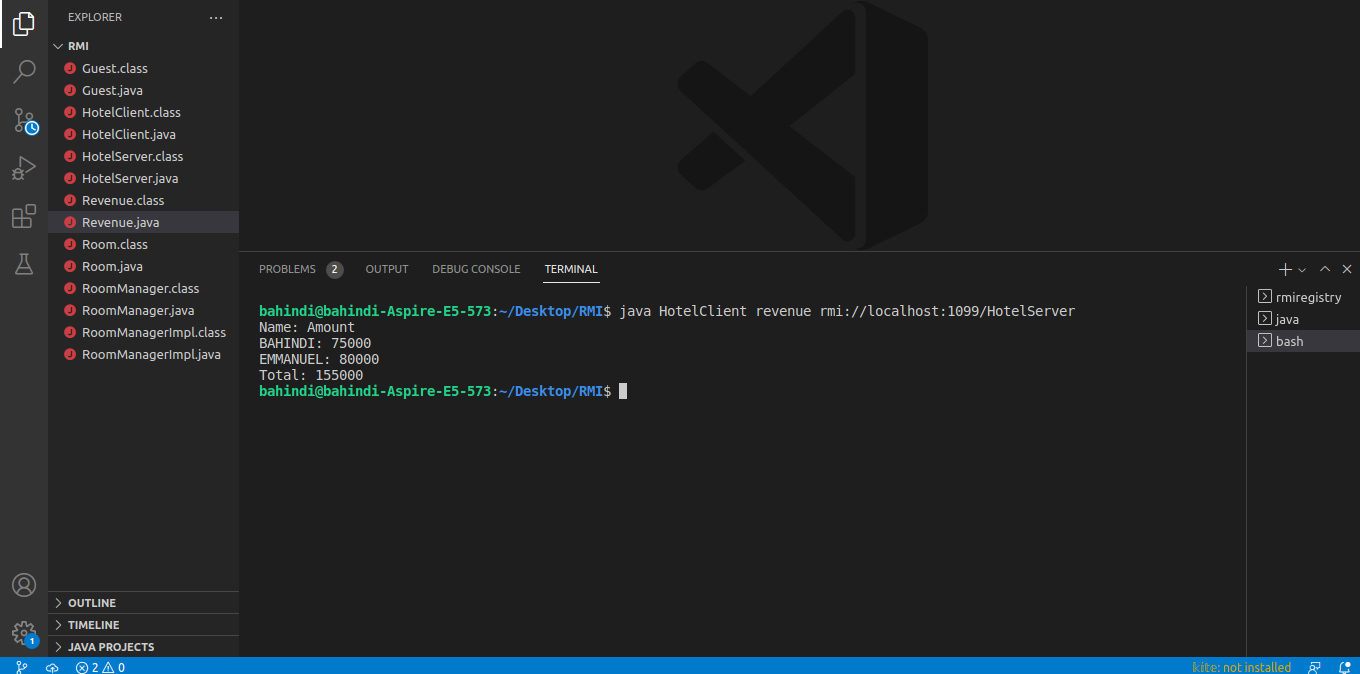 EXPLORER
RMI
Guest.class
Guest.java
HotelClient.class
HotelClient.java
HotelServer.class
HotelServer.java
Revenue.class
Revenue.java
Room.class
Room.java
RoomManager.class
RoomManager.java
RoomManagerImpl.class
RoomManagerImpl.java
OUTLINE
TIMELINE
JAVA PROJECTS
PROBLEMS 2 OUTPUT DEBUG CONSOLE TERMINAL
bahindi@bahindi-Aspire-E5-573:~/Desktop/RMI$ java HotelClient revenue rmi://localhost:1099/HotelServer
Name: Amount
BAHINDI: 75000
EMMANUEL: 80000
Total: 155000
bahindi@bahindi-Aspire-E5-573:~/Desktop/RMI$
rmiregistry
java
bash
1
2 0
kite: not installed